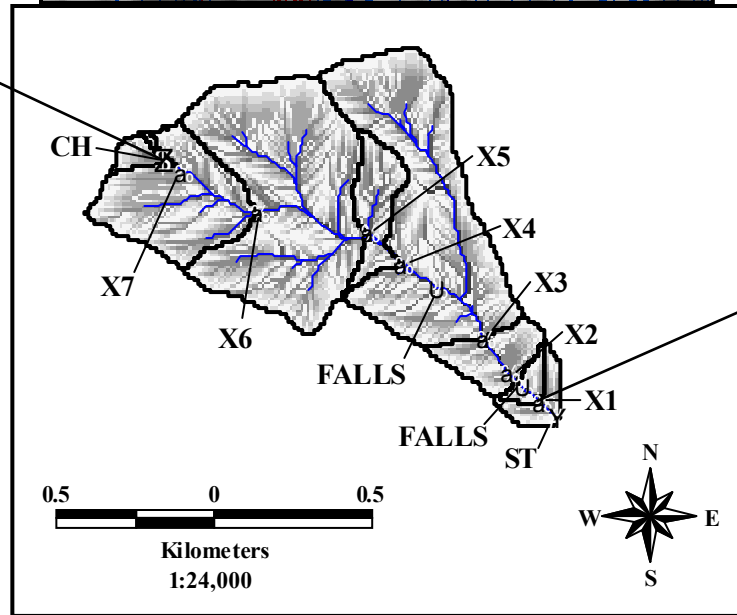 CH
X5
X4
X7
X6
X3
FALLS
X2
X1
FALLS
ST
N
W E
S
0.5 0 0.5
Kilometers
1:24,000